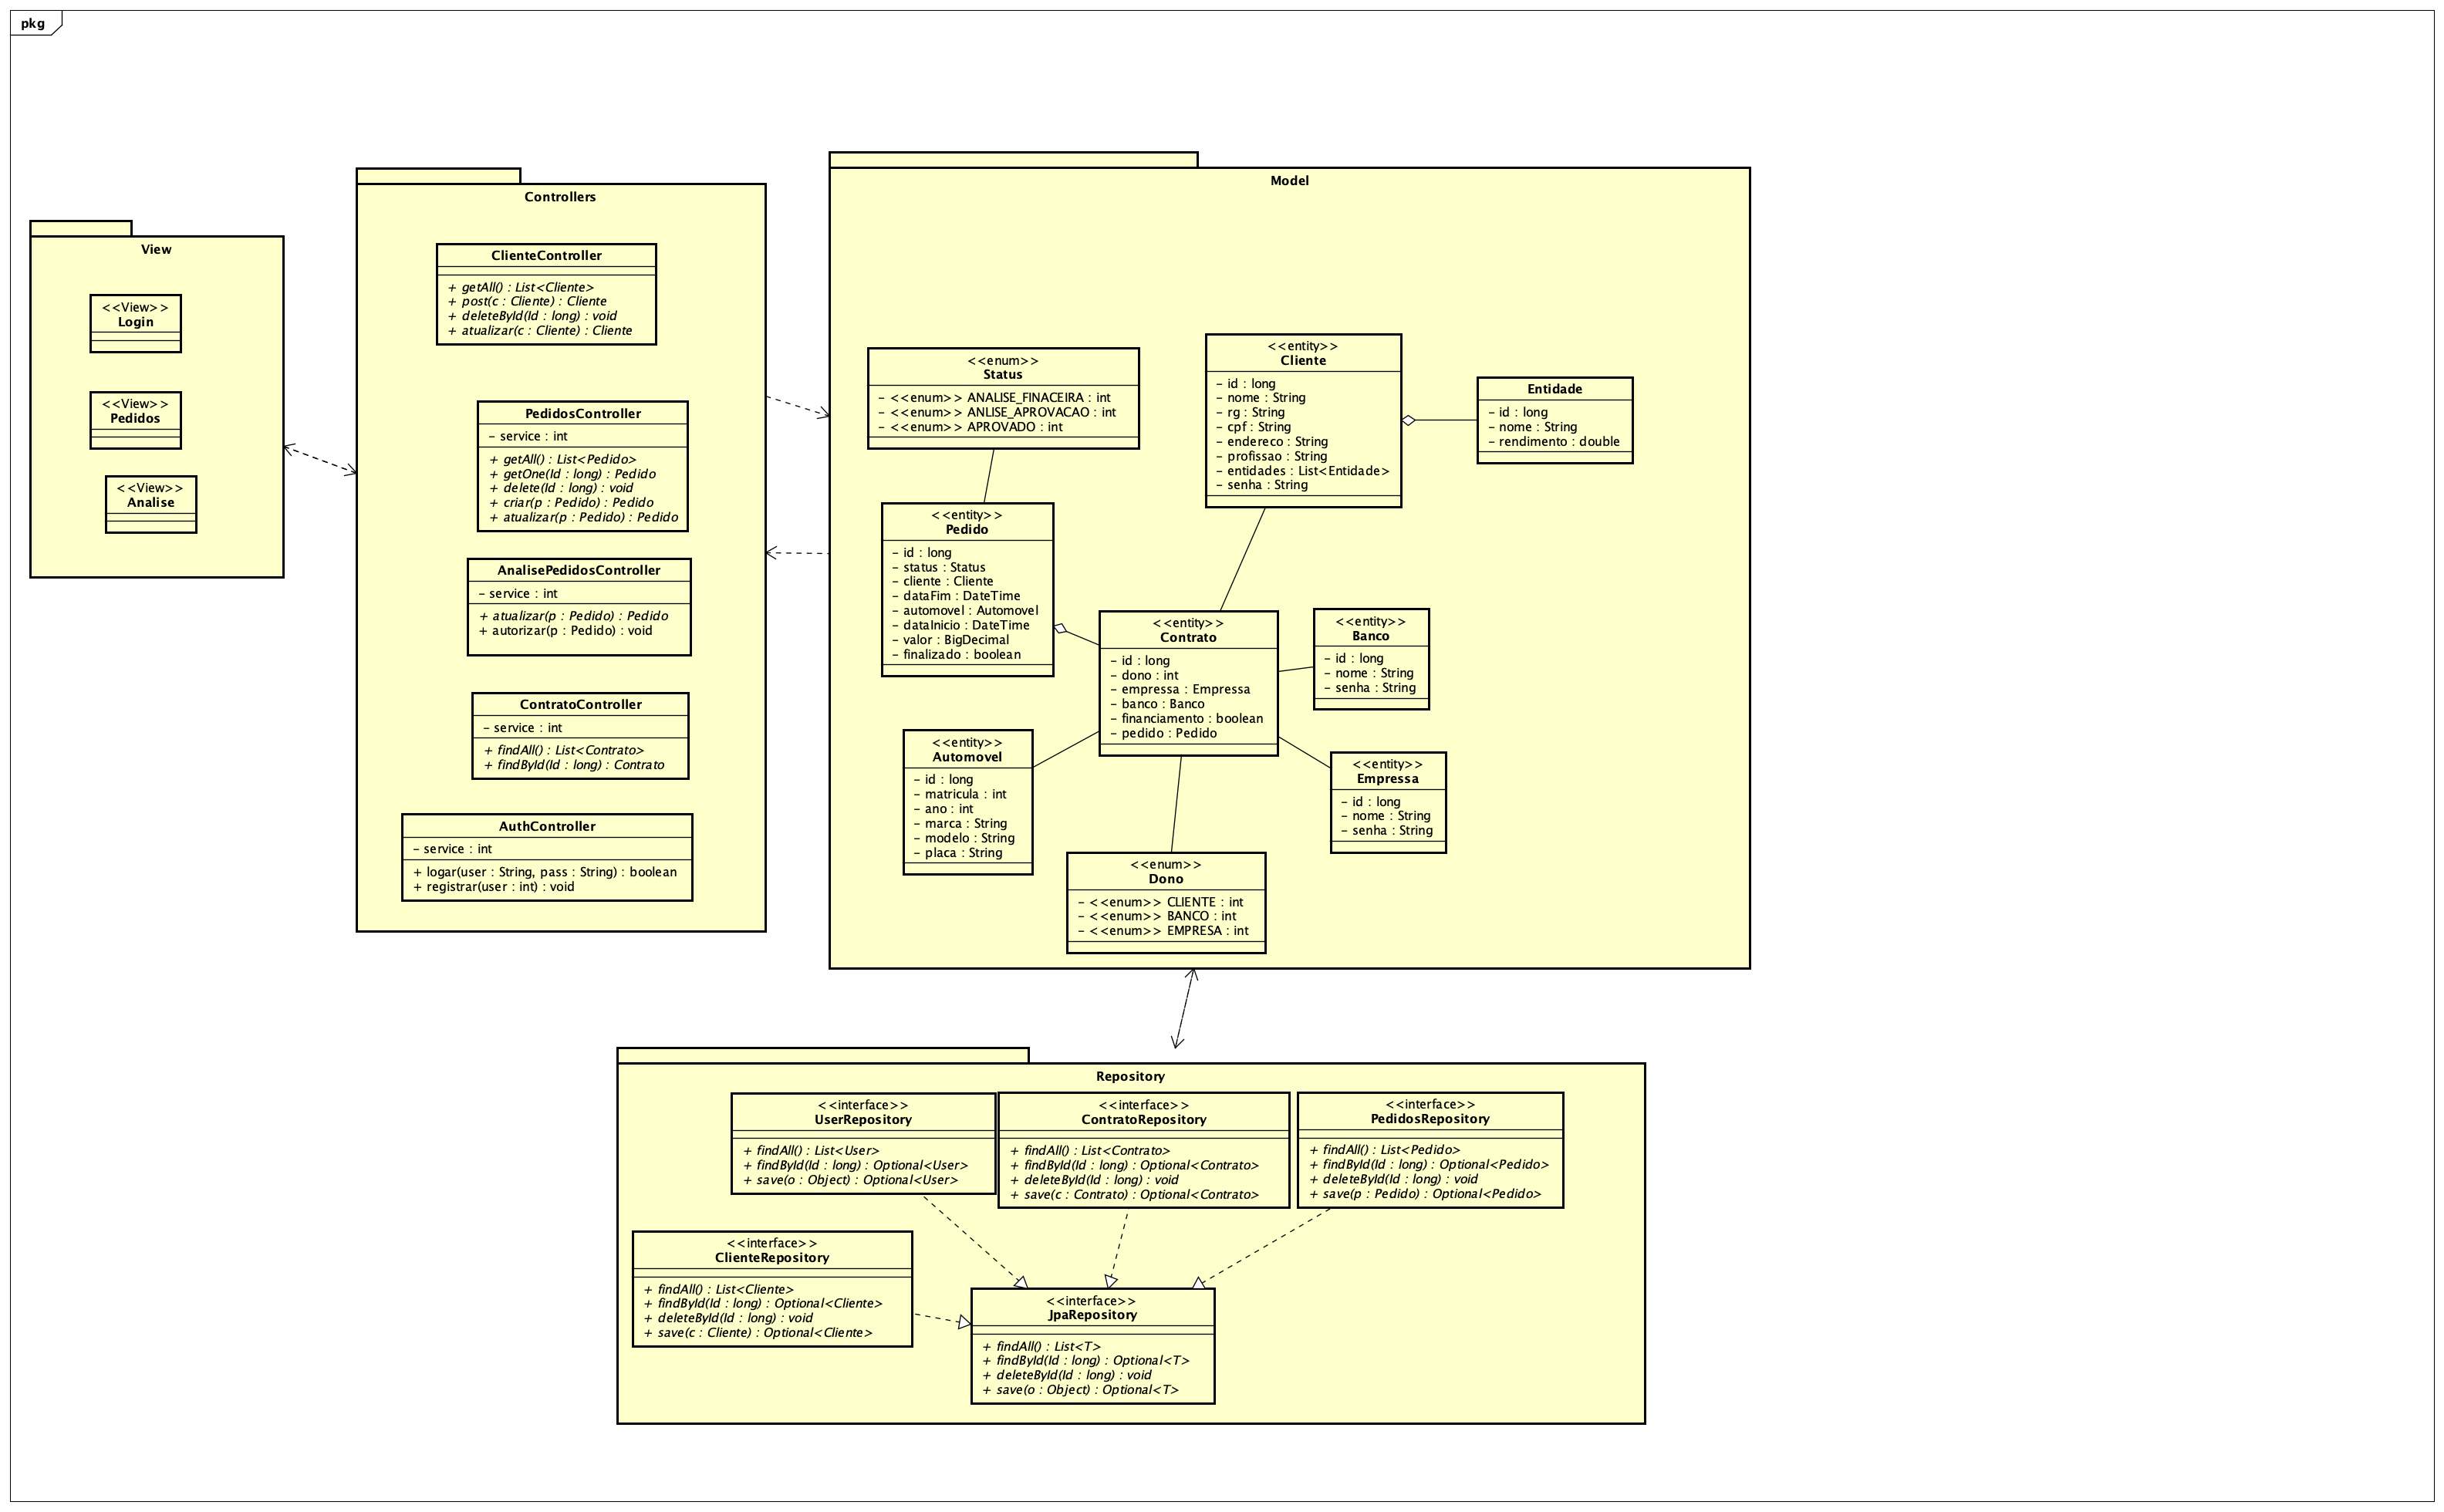 pkg
View
<<View>>
Login
<<View>>
Pedidos
<<View>>
Analise
Controllers
ClienteController
+ getAll() : List<Cliente>
+ post(c : Cliente) : Cliente
+ deleteById(Id : long) : void
+ atualizar(c : Cliente) : Cliente
PedidosController
- service : int
+ getAll() : List<Pedido>
+ getOne(Id : long) : Pedido
+ delete(Id : long) : void
+ criar(p : Pedido) : Pedido
+ atualizar(p : Pedido) : Pedido
AnalisePedidosController
- service : int
+ atualizar(p : Pedido) : Pedido
+ autorizar(p : Pedido) : void
ContratoController
- service : int
+ findAll() : List<Contrato>
+ findById(Id : long) : Contrato
AuthController
- service : int
+ logar(user : String, pass : String) : boolean
+ registrar(user : int) : void
Model
<<enum>>
Status
- <<enum>> ANALISE_FINACEIRA : int
- <<enum>> ANLISE_APROVACAO : int
- <<enum>> APROVADO : int
<<entity>>
Cliente
- id : long
- nome : String
- rg : String
- cpf : String
- endereco : String
- profissao : String
- entidades : List<Entidade>
- senha : String
Entidade
- id : long
- nome : String
- rendimento : double
<<entity>>
Pedido
- id : long
- status : Status
- cliente : Cliente
- dataFim : DateTime
- automovel : Automovel
- dataInicio : DateTime
- valor : BigDecimal
- finalizado : boolean
<<entity>>
Contrato
- id : long
- dono : int
- empressa : Empressa
- banco : Banco
- financiamento : boolean
- pedido : Pedido
<<entity>>
Banco
- id : long
- nome : String
- senha : String
<<entity>>
Automovel
- id : long
- matricula : int
- ano : int
- marca : String
- modelo : String
- placa : String
<<entity>>
Empressa
- id : long
- nome : String
- senha : String
<<enum>>
Dono
- <<enum>> CLIENTE : int
- <<enum>> BANCO : int
- <<enum>> EMPRESA : int
Repository
<<interface>>
UserRepository
+ findAll() : List<User>
+ findById(Id : long) : Optional<User>
+ save(o : Object) : Optional<User>
<<interface>>
ContratoRepository
+ findAll() : List<Contrato>
+ findById(Id : long) : Optional<Contrato>
+ deleteById(Id : long) : void
+ save(c : Contrato) : Optional<Contrato>
<<interface>>
PedidosRepository
+ findAll() : List<Pedido>
+ findById(Id : long) : Optional<Pedido>
+ deleteById(Id : long) : void
+ save(p : Pedido) : Optional<Pedido>
<<interface>>
ClienteRepository
+ findAll() : List<Cliente>
+ findById(Id : long) : Optional<Cliente>
+ deleteById(Id : long) : void
+ save(c : Cliente) : Optional<Cliente>
<<interface>>
JpaRepository
+ findAll() : List<T>
+ findById(Id : long) : Optional<T>
+ deleteById(Id : long) : void
+ save(o : Object) : Optional<T>